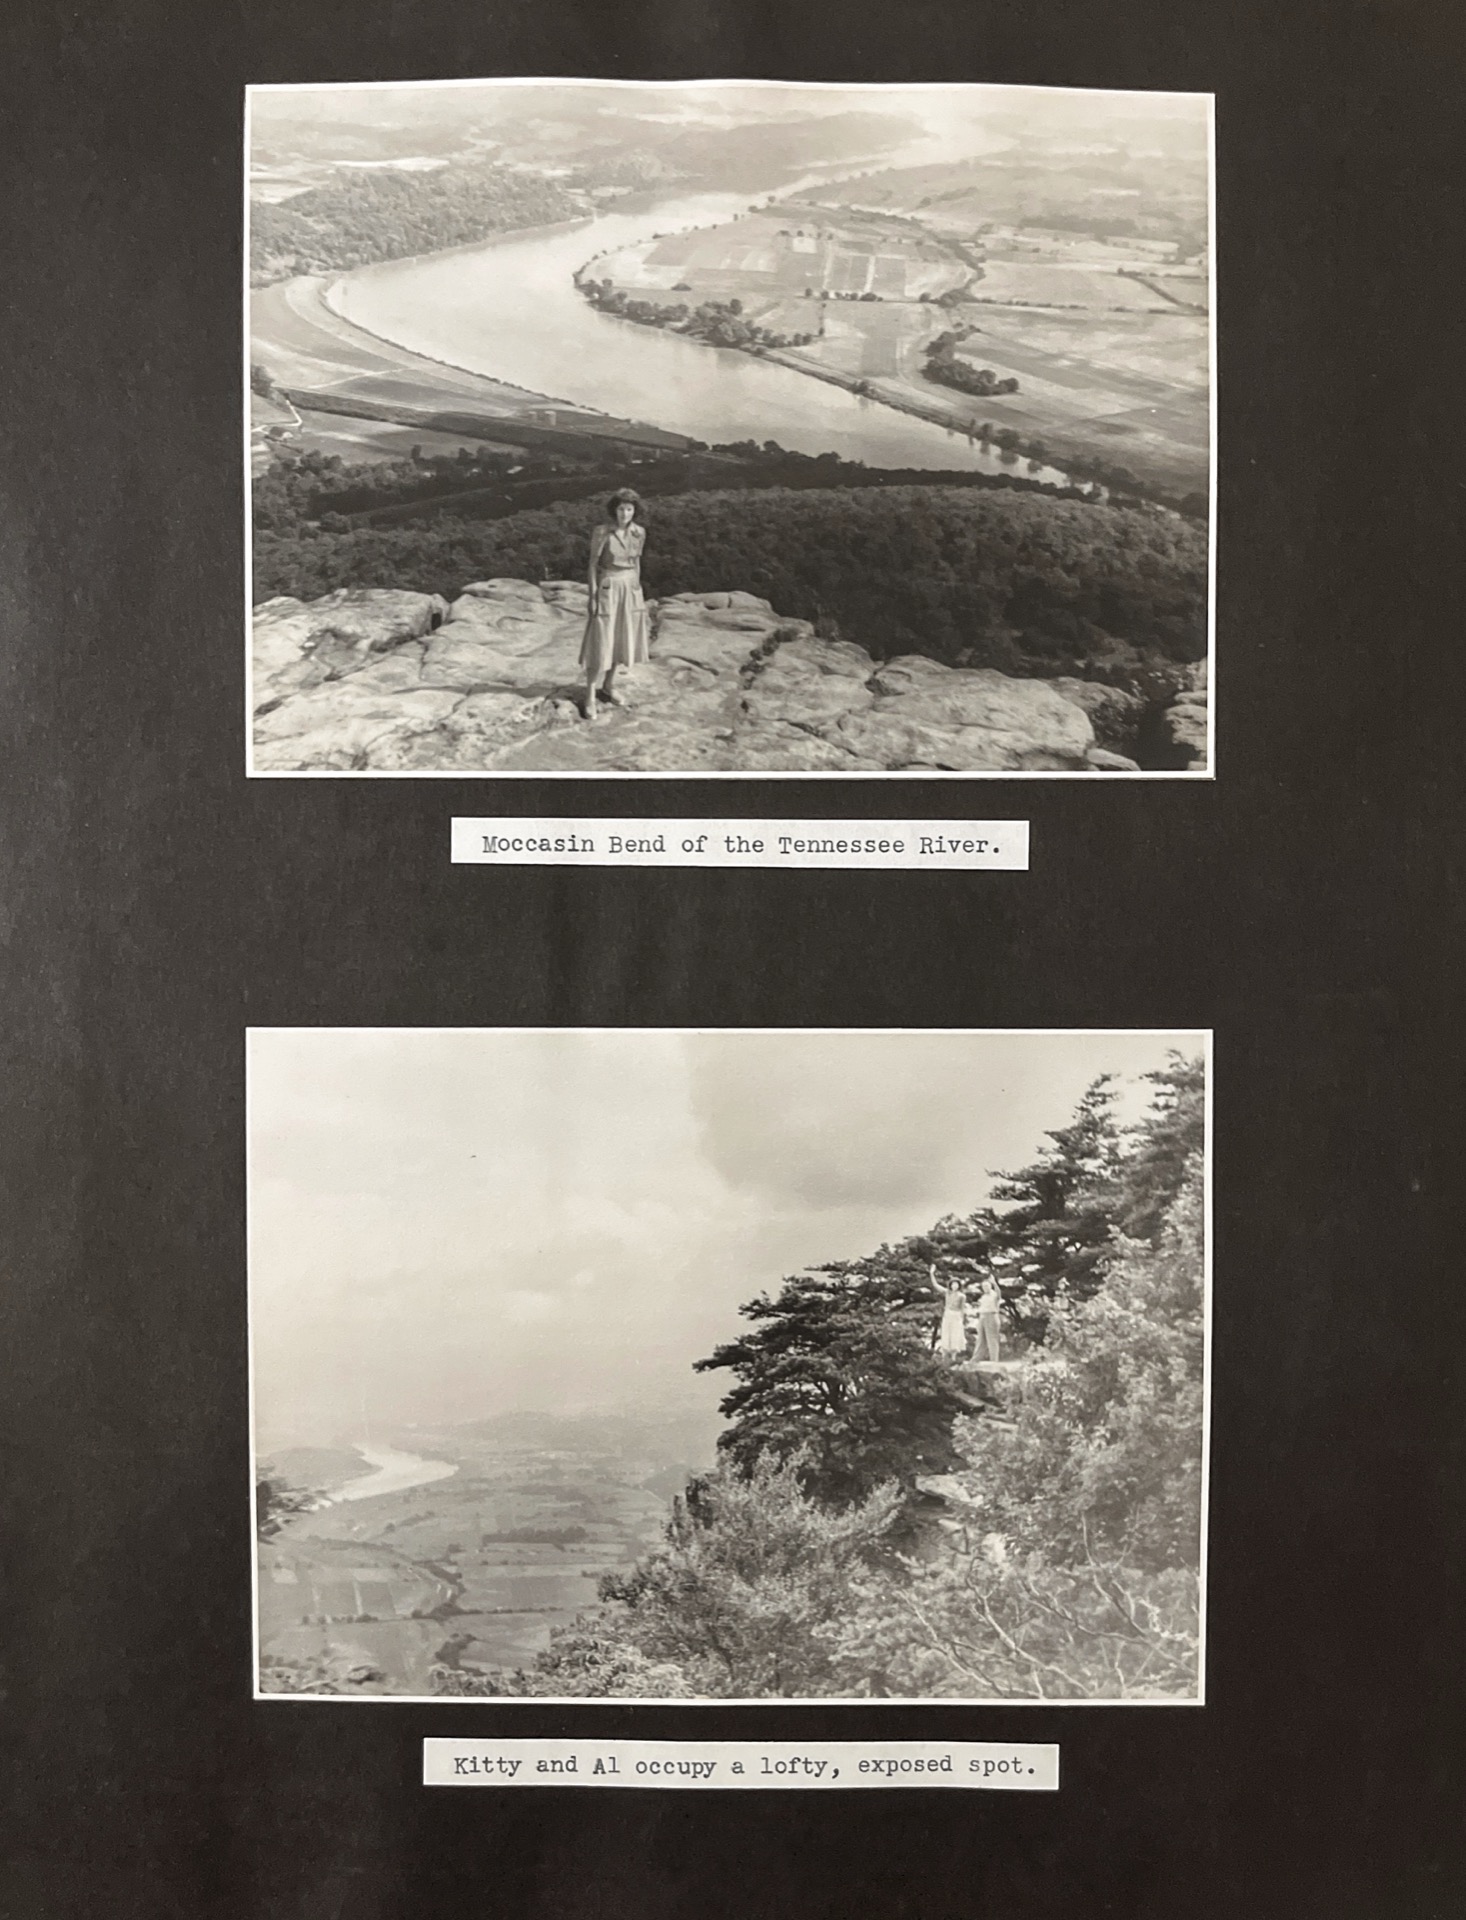 Moccasin Bend of the Tennessee River.
Kitty and Al occupy a lofty, exposed spot.